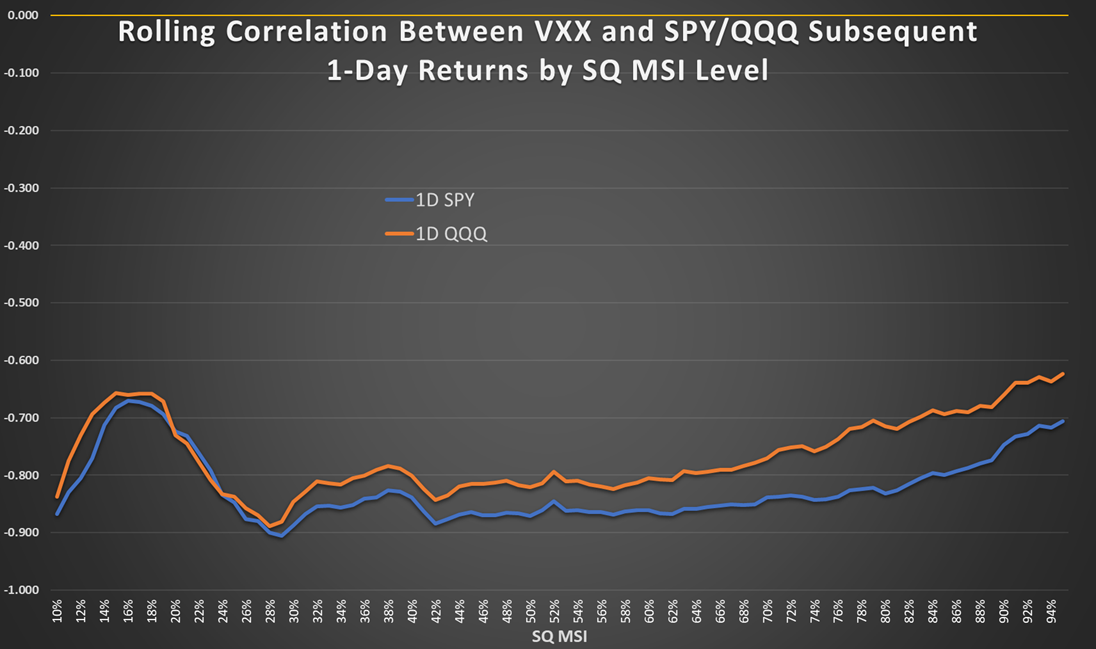 Rolling Correlation Between VXX and SPY/QQQ Subsequent
1-Day Returns by SQ MSI Level
0.000
-0.100
-0.200
-0.300
-0.400
-0.500
-0.600
-0.700
-0.800
-0.900
-1.000
1D SPY
1D QQQ
10% 12% 14% 16% 18% 20% 22% 24% 26% 28% 30% 32% 34% 36% 38% 40% 42% 44% 46% 48% 50% 52% 54% 56% 58% 60% 62% 64% 66% 68% 70% 72% 74% 76% 78% 80% 82% 84% 86% 88% 90% 92% 94%
SQ MSI